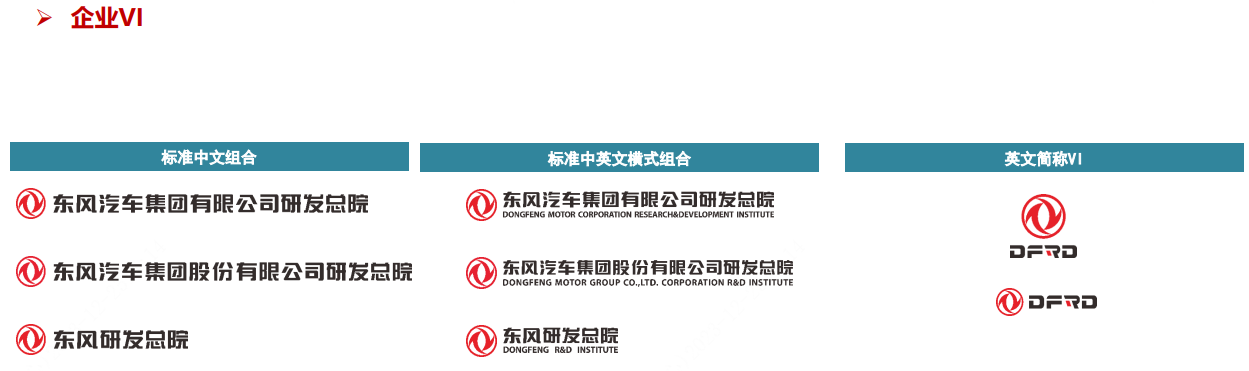 企业VI
标准中文组合
东风汽车集团有限公司研发总院
东风汽车集团股份有限公司研发总院
东风研发总院
标准中英文横式组合
东风汽车集团有限公司研发总院
DONGFENG MOTOR CORPORATION RESEARCH&DEVELOPMENT INSTITUTE
东风汽车集团股份有限公司研发总院
DONGFENG MOTOR GROUP CO.,LTD. CORPORATION R&D INSTITUTE
东风研发总院
DONGFENG R&D INSTITUTE
英文简称VI
DFRD
DFRD